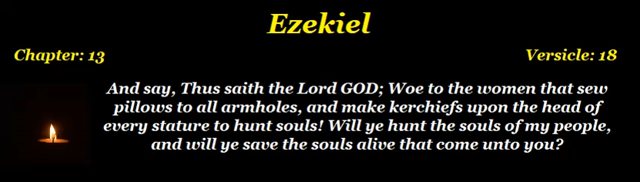 Ezekiel
Chapter: 13
Versicle: 18
And say, Thus saith the Lord GOD; Woe to the women that sew
pillows to all armholes, and make kerchiefs upon the head of
every stature to hunt souls! Will ye hunt the souls of my people,
and will ye save the souls alive that come unto you?